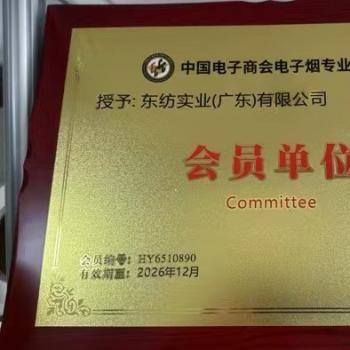 中国电子商会电子烟专业
授予: 东纺实业(广东)有限公司
会员单位
Committee
会员编号: HY6510890
有效期至: 2026年12月